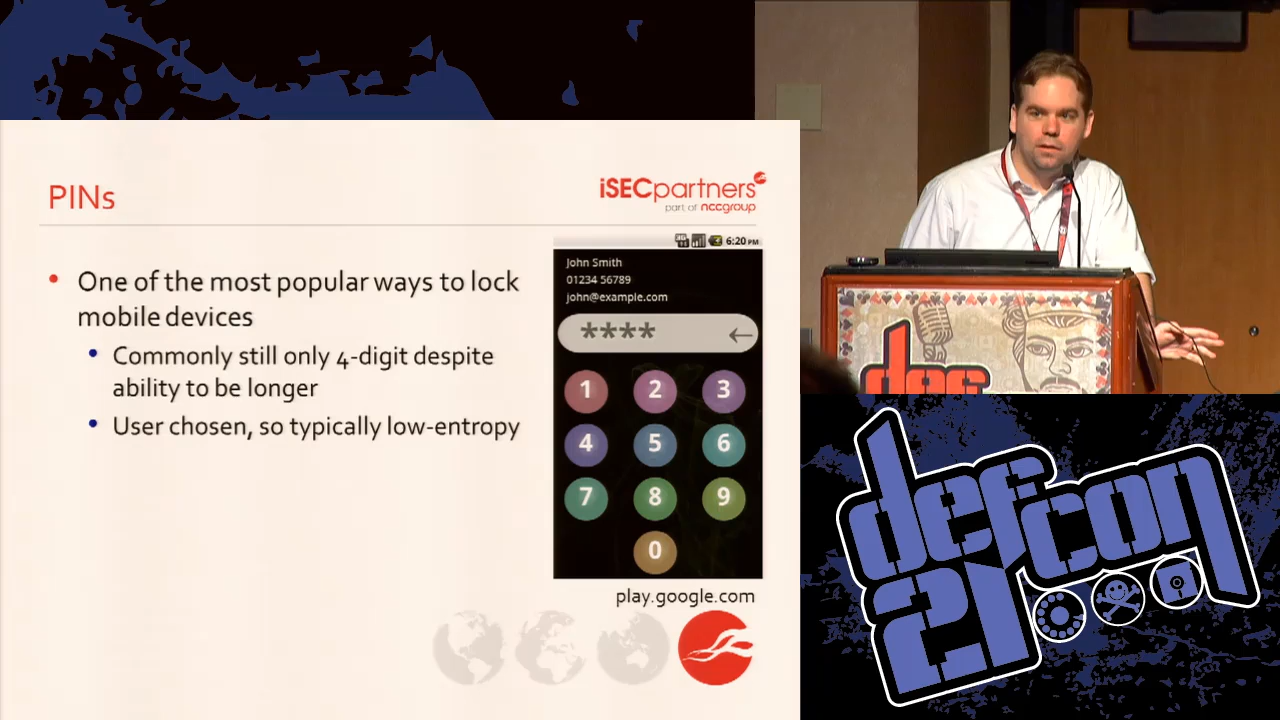 PINs
iSECpartners
part of nccgroup
One of the most popular ways to lock
mobile devices
Commonly still only 4-digit despite
ability to be longer
User chosen, so typically low-entropy
3G
6:20 PM
John Smith
01234 56789
john@example.com
****
1 2 3
4 5 6
7 8 9
0
play.google.com
def
defcon
21